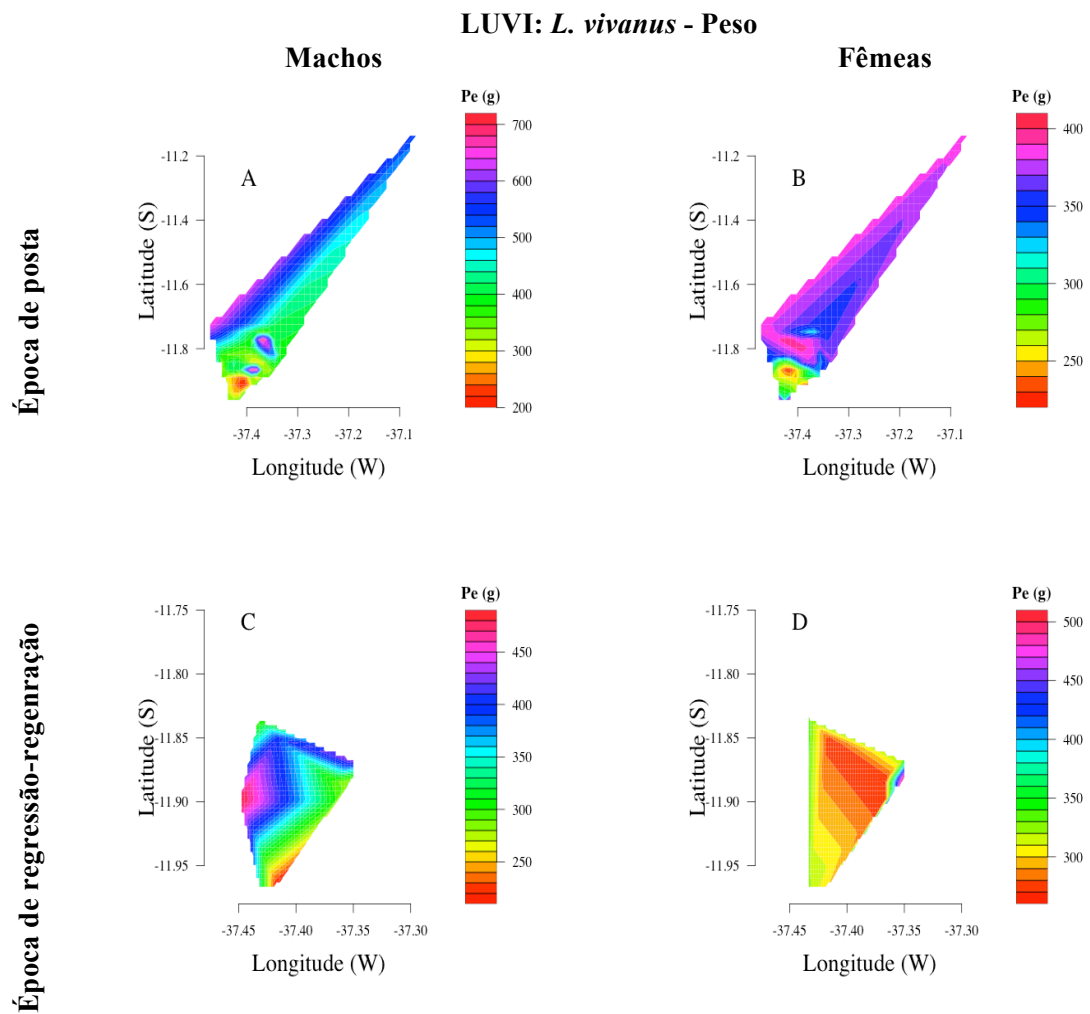 LUVI: L. vivanus - Peso
Machos
Fêmeas
Época de posta
Pe (g)
A
Latitude (S)
-11.2
-11.4
-11.6
-11.8
-37.4 -37.3 -37.2 -37.1
Longitude (W)
700
600
500
400
300
200
Pe (g)
B
Latitude (S)
-11.2
-11.4
-11.6
-11.8
-37.4 -37.3 -37.2 -37.1
Longitude (W)
400
350
300
250
Época de regressão-regenração
Pe (g)
C
Latitude (S)
-11.75
-11.80
-11.85
-11.90
-11.95
-37.45 -37.40 -37.35 -37.30
Longitude (W)
450
400
350
300
250
Pe (g)
D
Latitude (S)
-11.75
-11.80
-11.85
-11.90
-11.95
-37.45 -37.40 -37.35 -37.30
Longitude (W)
500
450
400
350
300